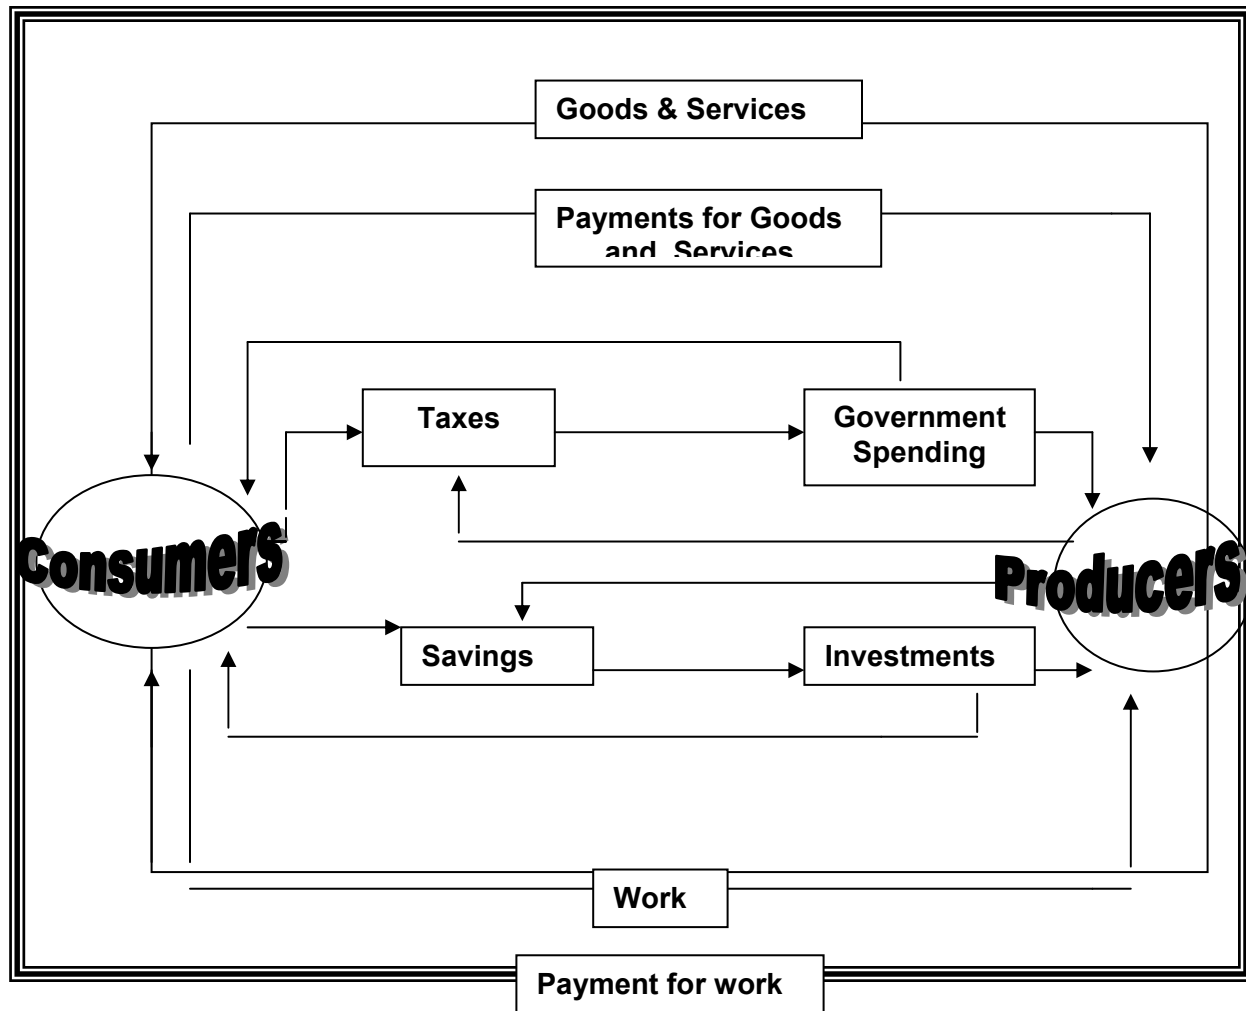 Goods & Services
Payments for Goods
and Services
Taxes
Government
Spending
Consumers
Producers
Savings
Investments
Work
Payment for work